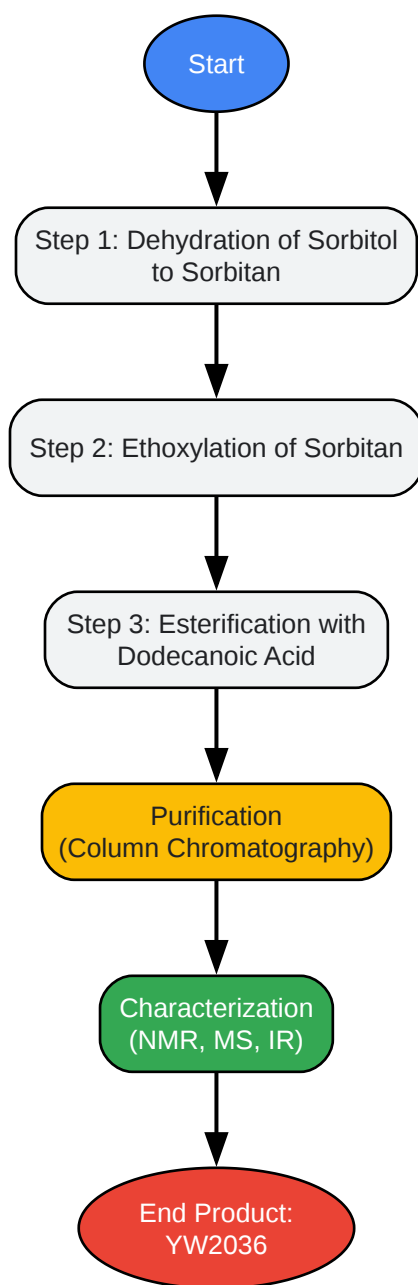 Start
Step 1: Dehydration of Sorbitol
to Sorbitan
Step 2: Ethoxylation of Sorbitan
Step 3: Esterification with
Dodecanoic Acid
Purification
(Column Chromatography)
Characterization
(NMR, MS, IR)
End Product:
YW2036